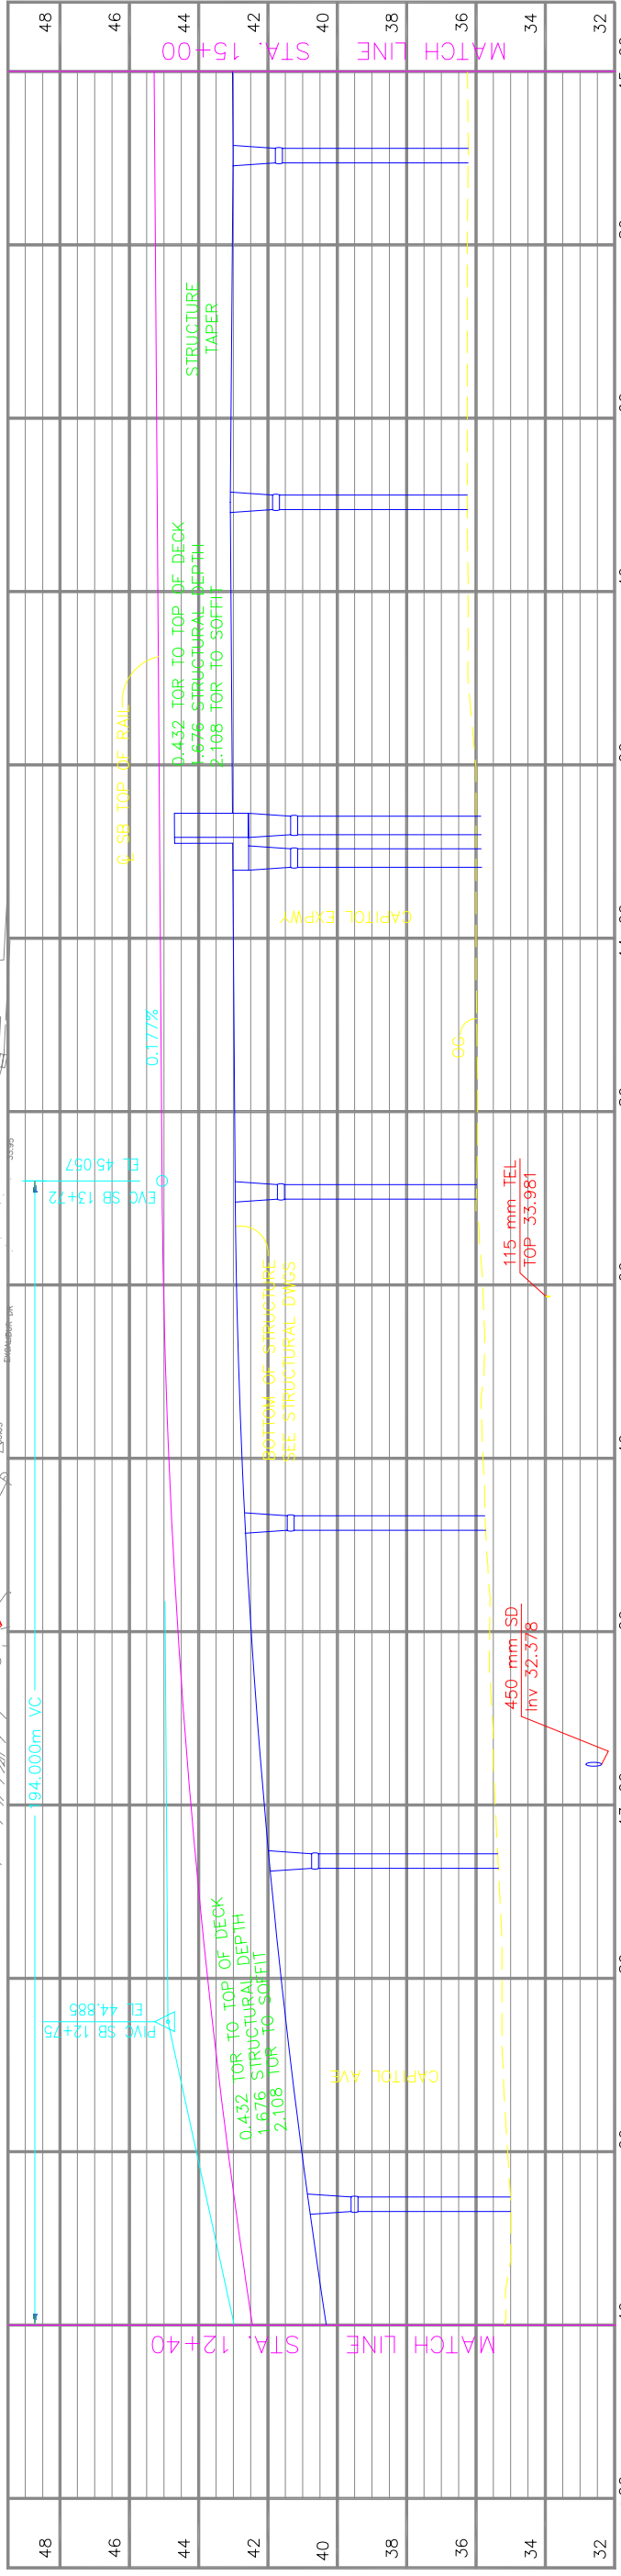 48
46
44
42
40
38
36
34
32
MATCH LINE STA. 15+00
STRUCTURE
TAPER
0.432 TOR TO TOP OF DECK
1.676 STRUCTURAL DEPTH
2.108 TOR TO SOFFIT
℄ SB TOP OF RAIL
CAPITOL EXPWY
0.177%
OG
EVC SB 13+72
EL 45.057
33.95
EXCALIBUR DR
BOTTOM OF STRUCTURE
SEE STRUCTURAL DWGS
115 mm TEL
TOP 33.981
450 mm SD
Inv 32.378
194.000m VC
PIVC SB 12+75
EL 44.885
0.432 TOR TO TOP OF DECK
1.676 STRUCTURAL DEPTH
2.108 TOR TO SOFFIT
CAPITOL AVE
MATCH LINE STA. 12+40
48
46
44
42
40
38
36
34
32